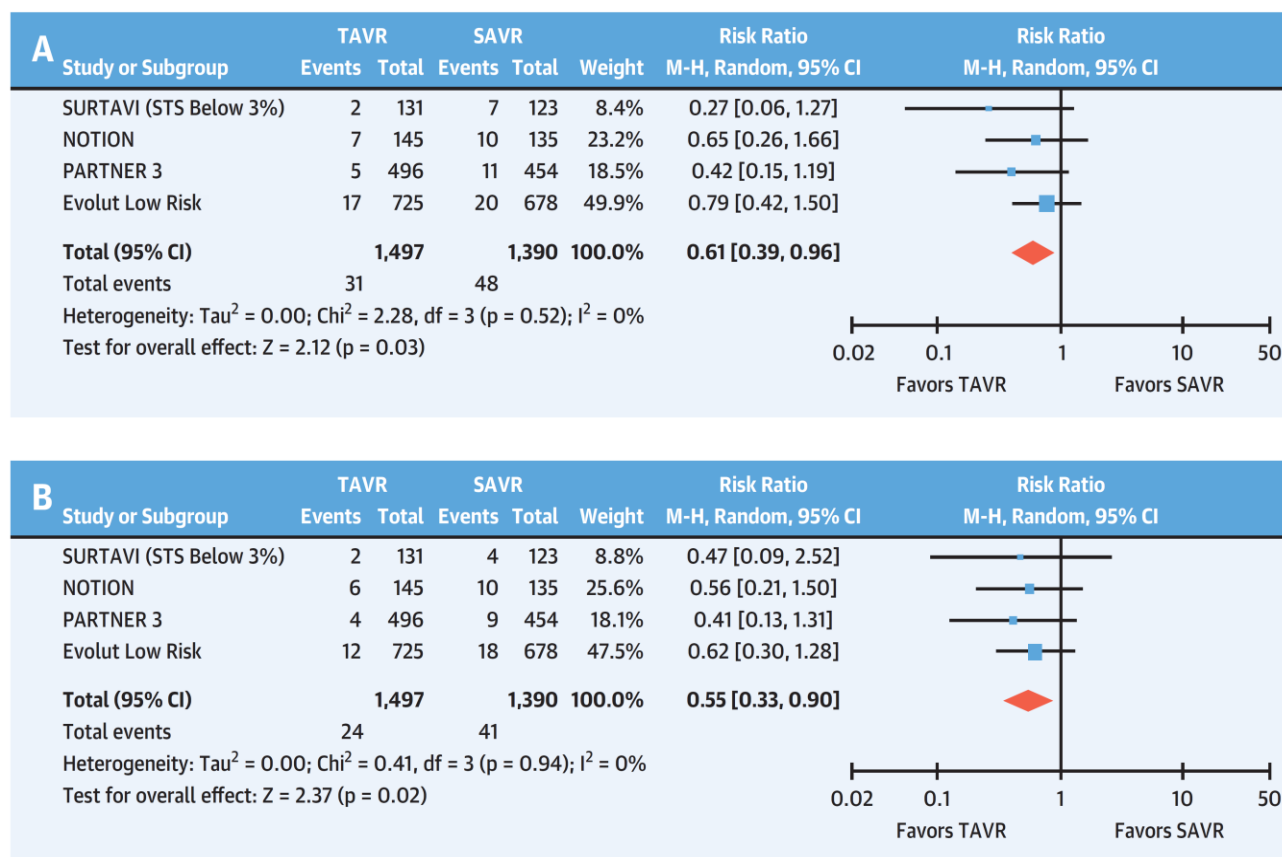 A
TAVR SAVR Risk Ratio Risk Ratio
Study or Subgroup Events Total Events Total Weight M-H, Random, 95% CI M-H, Random, 95% CI
SURTAVI (STS Below 3%) 2 131 7 123 8.4% 0.27 [0.06, 1.27]
NOTION 7 145 10 135 23.2% 0.65 [0.26, 1.66]
PARTNER 3 5 496 11 454 18.5% 0.42 [0.15, 1.19]
Evolut Low Risk 17 725 20 678 49.9% 0.79 [0.42, 1.50]
Total (95% CI) 1,497 1,390 100.0% 0.61 [0.39, 0.96]
Total events 31 48
Heterogeneity: Tau² = 0.00; Chi² = 2.28, df = 3 (p = 0.52); I² = 0%
Test for overall effect: Z = 2.12 (p = 0.03)
0.02 0.1 1 10 50
Favors TAVR Favors SAVR
B
TAVR SAVR Risk Ratio Risk Ratio
Study or Subgroup Events Total Events Total Weight M-H, Random, 95% CI M-H, Random, 95% CI
SURTAVI (STS Below 3%) 2 131 4 123 8.8% 0.47 [0.09, 2.52]
NOTION 6 145 10 135 25.6% 0.56 [0.21, 1.50]
PARTNER 3 4 496 9 454 18.1% 0.41 [0.13, 1.31]
Evolut Low Risk 12 725 18 678 47.5% 0.62 [0.30, 1.28]
Total (95% CI) 1,497 1,390 100.0% 0.55 [0.33, 0.90]
Total events 24 41
Heterogeneity: Tau² = 0.00; Chi² = 0.41, df = 3 (p = 0.94); I² = 0%
Test for overall effect: Z = 2.37 (p = 0.02)
0.02 0.1 1 10 50
Favors TAVR Favors SAVR